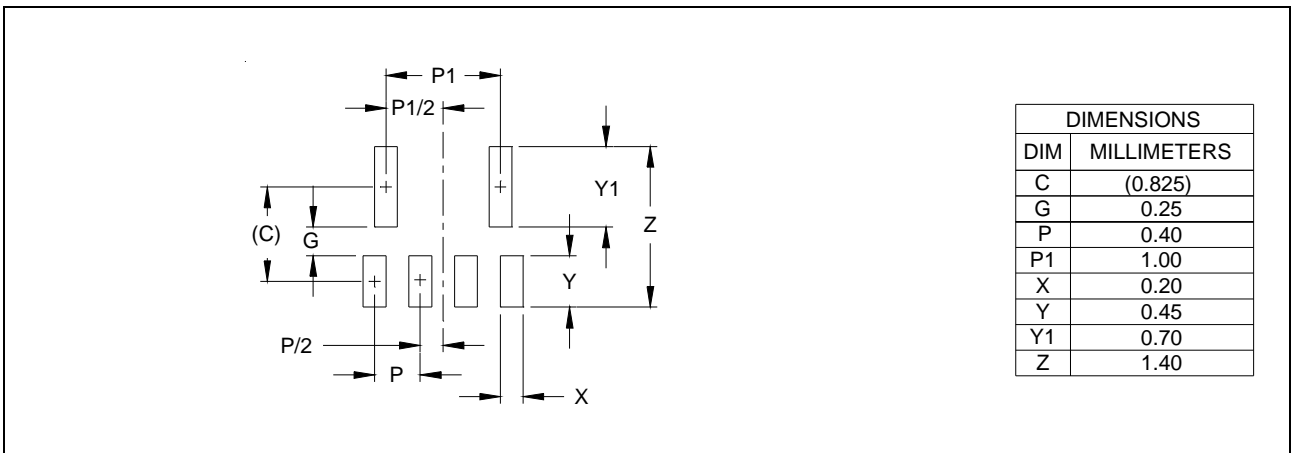 P1
P1/2
Y1
Z
(C)
G
Y
P/2
P
X
DIMENSIONS
DIM MILLIMETERS
C (0.825)
G 0.25
P 0.40
P1 1.00
X 0.20
Y 0.45
Y1 0.70
Z 1.40